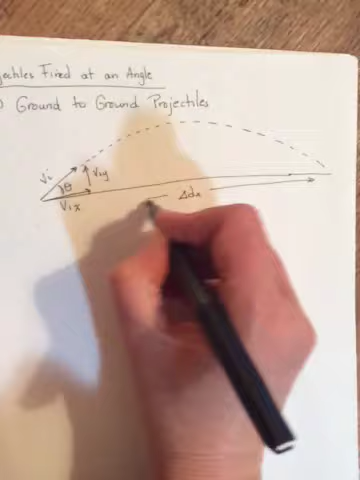 jectiles Fired at an Angle
) Ground to Ground Projectiles
Vi
Viy
θ
Vix
Δdx